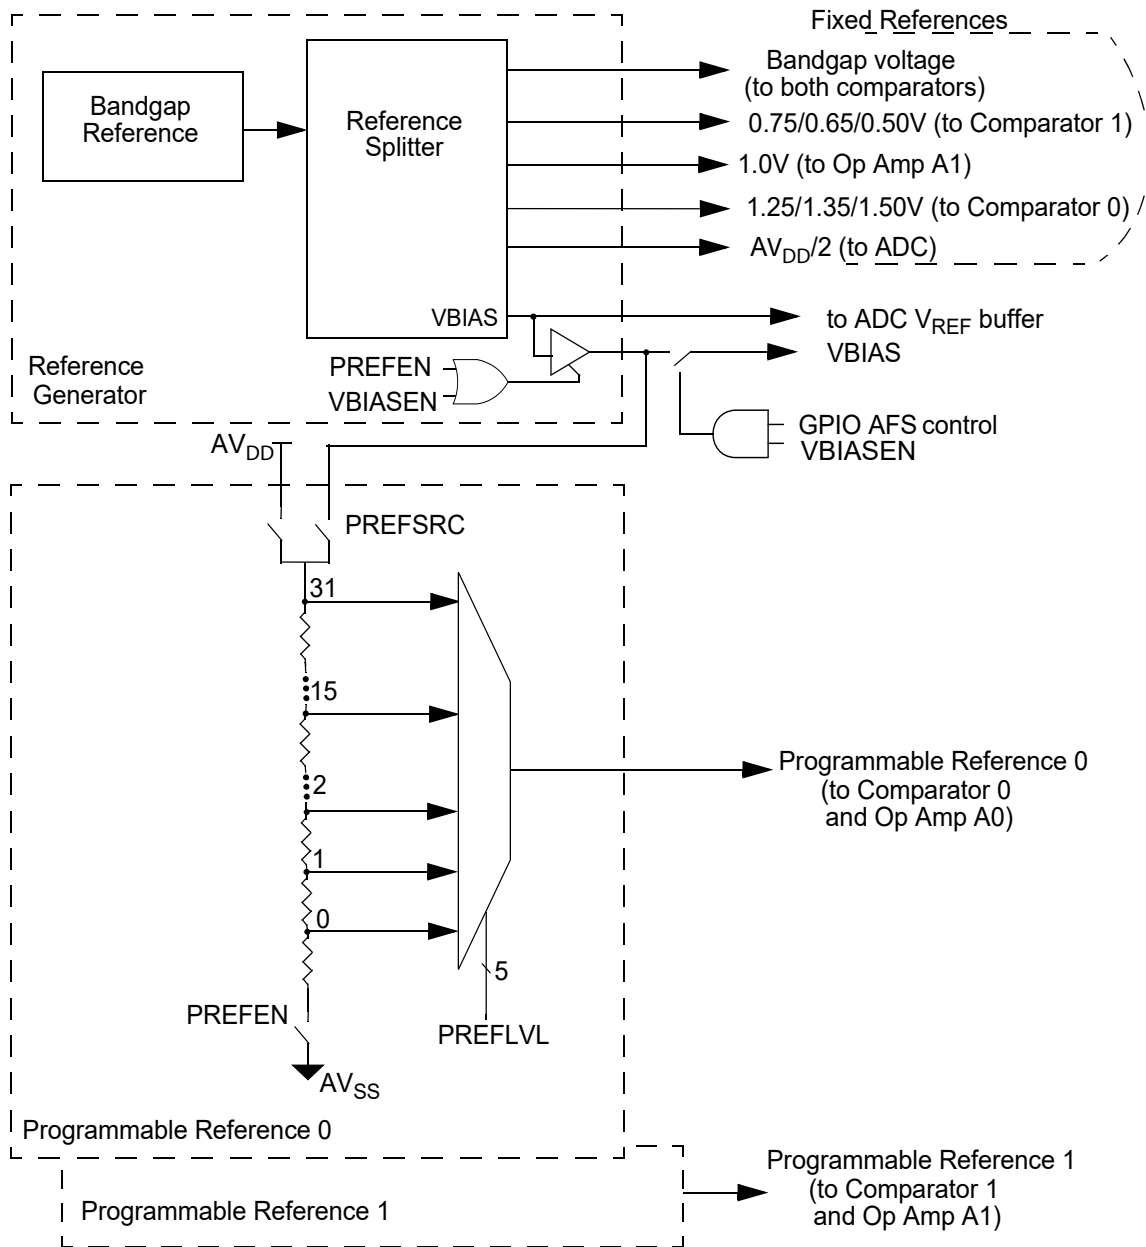 Fixed References
Bandgap
Reference
Reference
Splitter
Bandgap voltage
(to both comparators)
0.75/0.65/0.50V (to Comparator 1)
1.0V (to Op Amp A1)
1.25/1.35/1.50V (to Comparator 0)
AVDD/2 (to ADC)
VBIAS
to ADC VREF buffer
VBIAS
PREFEN
VBIASEN
Reference
Generator
GPIO AFS control
VBIASEN
AVDD
PREFSRC
31
15
2
1
0
5
PREFEN
PREFLVL
AVSS
Programmable Reference 0
(to Comparator 0
and Op Amp A0)
Programmable Reference 0
Programmable Reference 1
(to Comparator 1
and Op Amp A1)
Programmable Reference 1